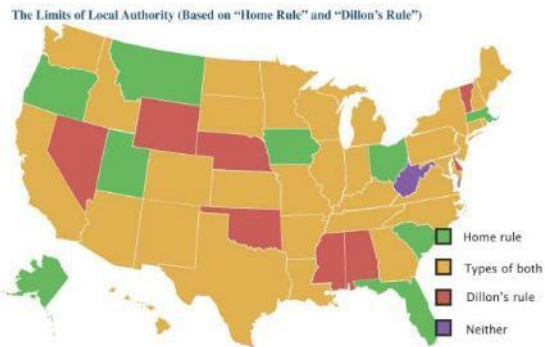 The Limits of Local Authority (Based on “Home Rule” and “Dillon’s Rule”)
Home rule
Types of both
Dillon's rule
Neither